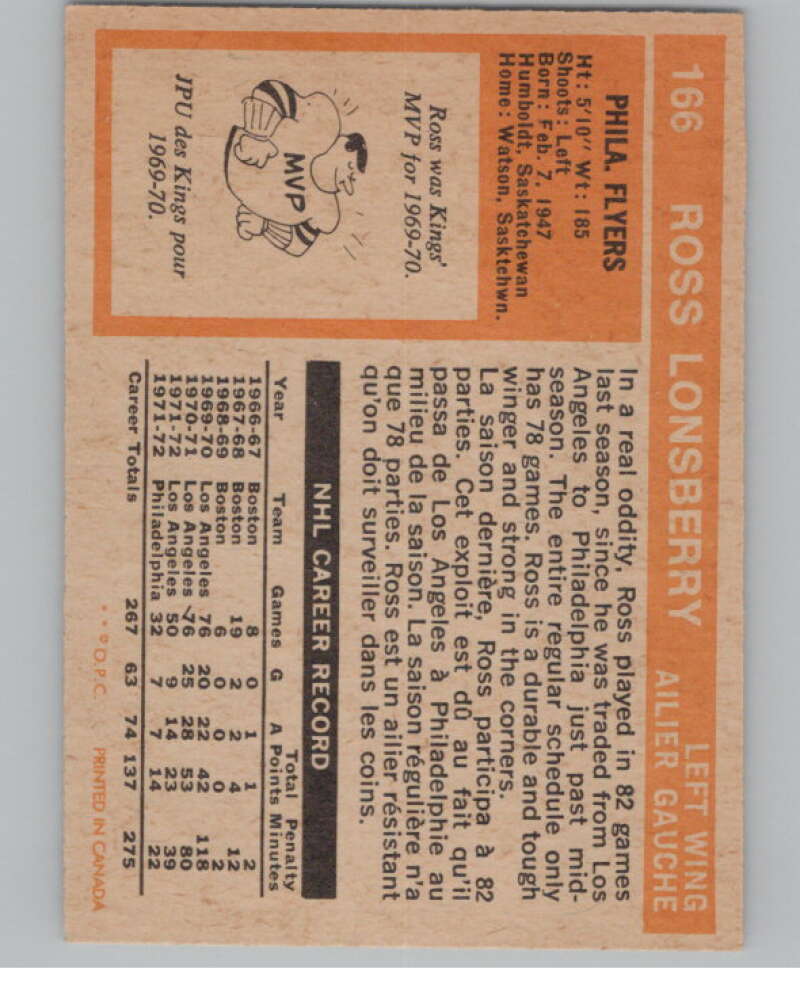 166 ROSS LONSBERRY LEFT WING
AILIER GAUCHE
PHILA. FLYERS
Ht: 5'10" Wt: 185
Shoots: Left
Born: Feb. 7, 1947
Humboldt, Saskatchewan
Home: Watson, Sasktehwn.
Ross was Kings'
MVP for 1969-70.
MVP
JPU des Kings pour
1969-70.
In a real oddity, Ross played in 82 games
last season, since he was traded from Los
Angeles to Philadelphia just past mid-
season. The entire regular schedule only
has 78 games. Ross is a durable and tough
winger and strong in the corners.
La saison dernière, Ross participa à 82
parties. Cet exploit est dû au fait qu'il
passa de Los Angeles à Philadelphie au
milieu de la saison. La saison régulière n'a
que 78 parties. Ross est un ailier résistant
qu'on doit surveiller dans les coins.
NHL CAREER RECORD
Year Team Games G A Total Points Penalty Minutes
1966-67 Boston 8 0 1 1 2
1967-68 Boston 19 2 2 4 12
1968-69 Boston 6 0 0 0 2
1969-70 Los Angeles 76 20 22 42 118
1970-71 Los Angeles 76 25 28 53 80
1971-72 Los Angeles 50 9 14 23 39
1971-72 Philadelphia 32 7 7 14 22
Career Totals 267 63 74 137 275
* * © O.P.C. PRINTED IN CANADA